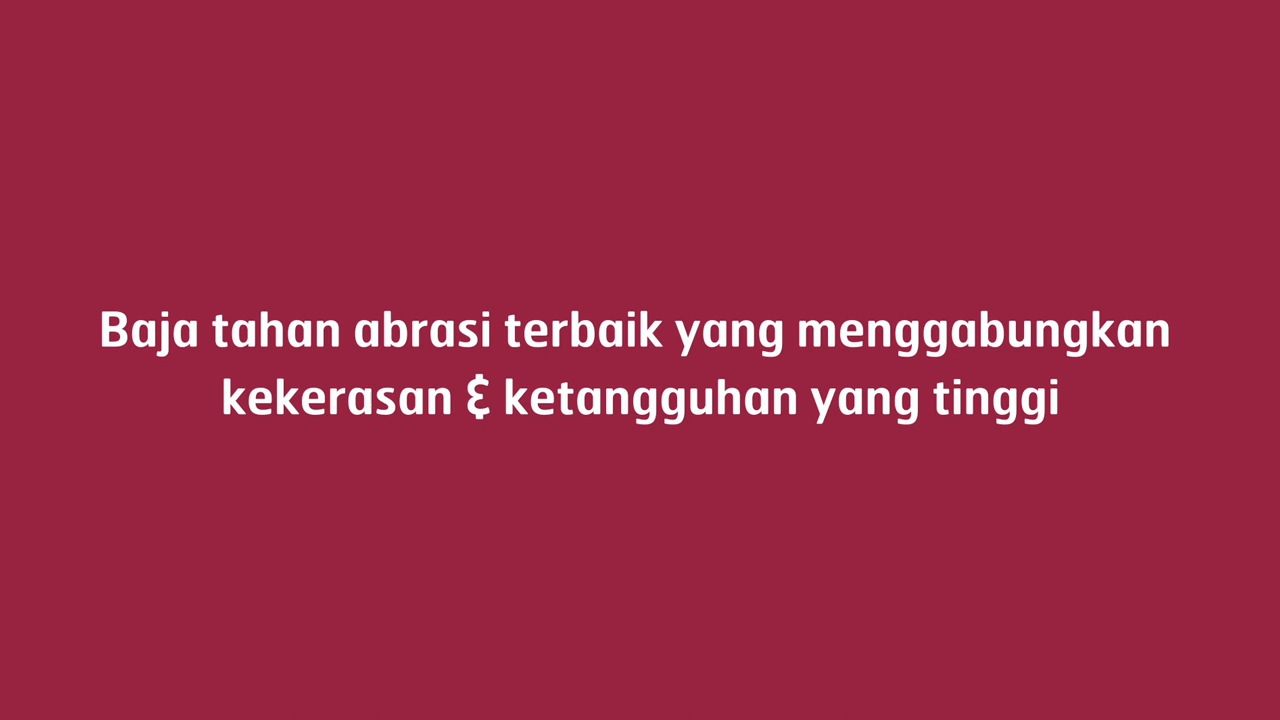 Baja tahan abrasi terbaik yang menggabungkan
kekerasan & ketangguhan yang tinggi